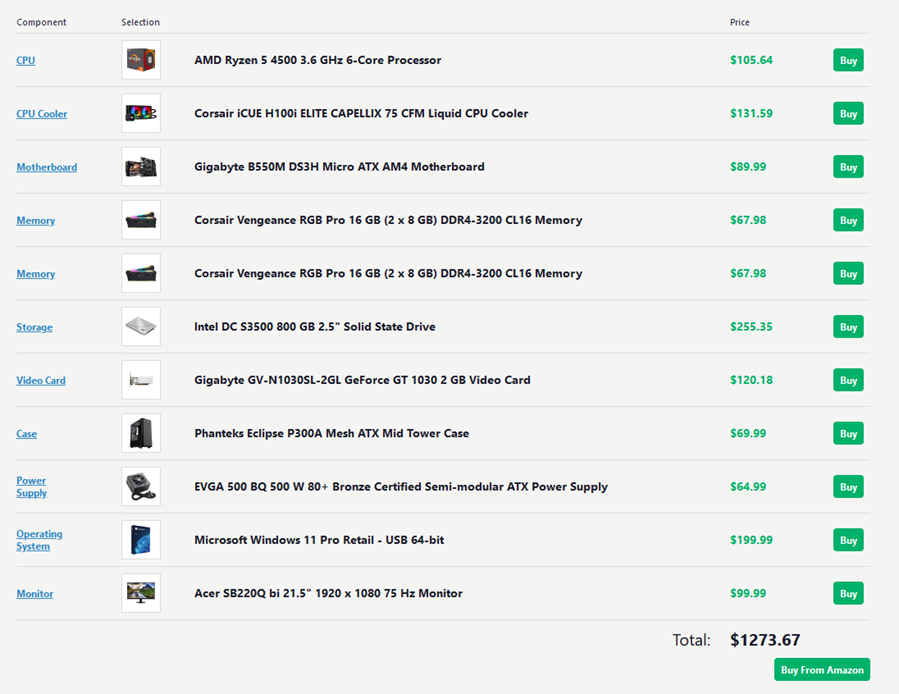 Component Selection Price
CPU AMD Ryzen 5 4500 3.6 GHz 6-Core Processor $105.64 Buy
CPU Cooler Corsair iCUE H100i ELITE CAPELLIX 75 CFM Liquid CPU Cooler $131.59 Buy
Motherboard Gigabyte B550M DS3H Micro ATX AM4 Motherboard $89.99 Buy
Memory Corsair Vengeance RGB Pro 16 GB (2 x 8 GB) DDR4-3200 CL16 Memory $67.98 Buy
Memory Corsair Vengeance RGB Pro 16 GB (2 x 8 GB) DDR4-3200 CL16 Memory $67.98 Buy
Storage Intel DC S3500 800 GB 2.5" Solid State Drive $255.35 Buy
Video Card Gigabyte GV-N1030SL-2GL GeForce GT 1030 2 GB Video Card $120.18 Buy
Case Phanteks Eclipse P300A Mesh ATX Mid Tower Case $69.99 Buy
Power
Supply EVGA 500 BQ 500 W 80+ Bronze Certified Semi-modular ATX Power Supply $64.99 Buy
Operating
System Microsoft Windows 11 Pro Retail - USB 64-bit $199.99 Buy
Monitor Acer SB220Q bi 21.5" 1920 x 1080 75 Hz Monitor $99.99 Buy
Total: $1273.67
Buy From Amazon